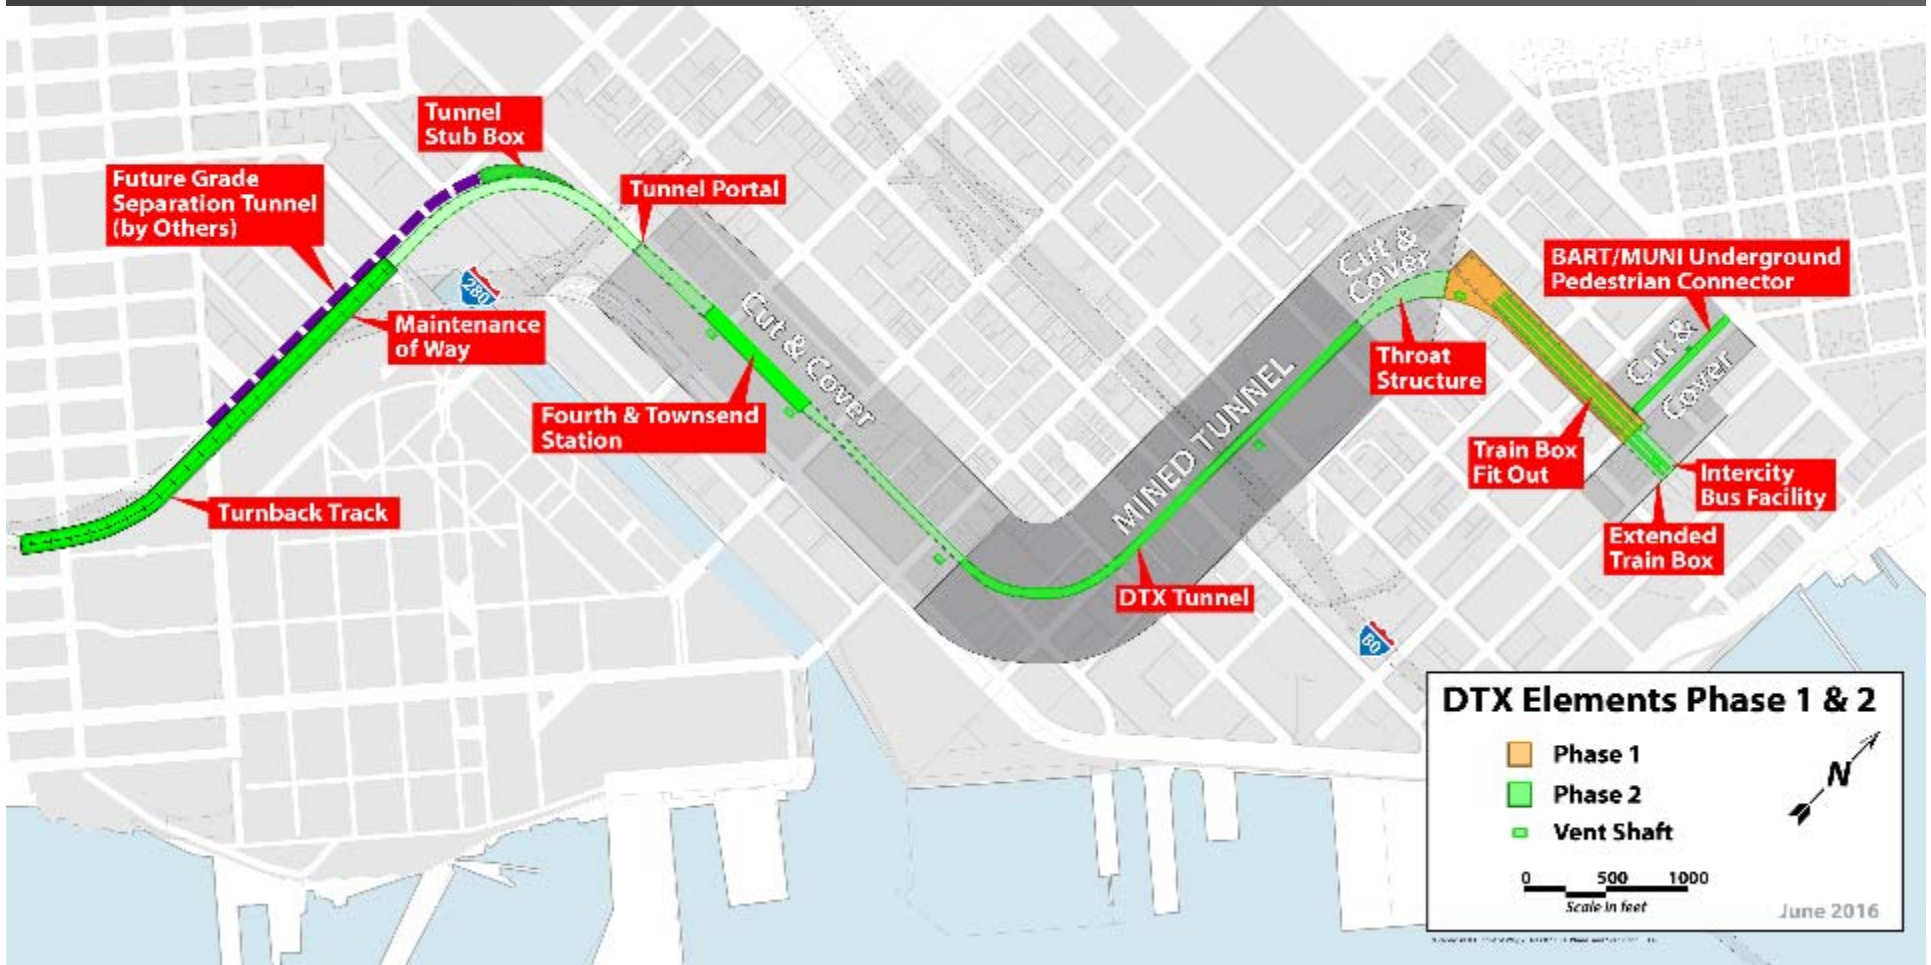 Tunnel
Stub Box
Future Grade
Separation Tunnel
(by Others)
Tunnel Portal
280
Maintenance
of Way
Cut & Cover
Fourth & Townsend
Station
Turnback Track
MINED TUNNEL
DTX Tunnel
Cut &
Cover
Throat
Structure
BART/MUNI Underground
Pedestrian Connector
Cut &
Cover
Train Box
Fit Out
Intercity
Bus Facility
Extended
Train Box
80
DTX Elements Phase 1 & 2
Phase 1
Phase 2
Vent Shaft
N
0 500 1000
Scale in feet
June 2016